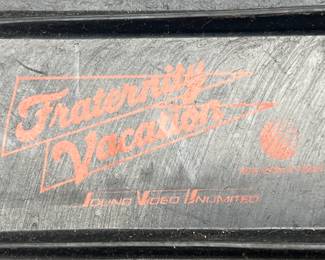 Fraternity
Vacation
Sound Video Unlimited